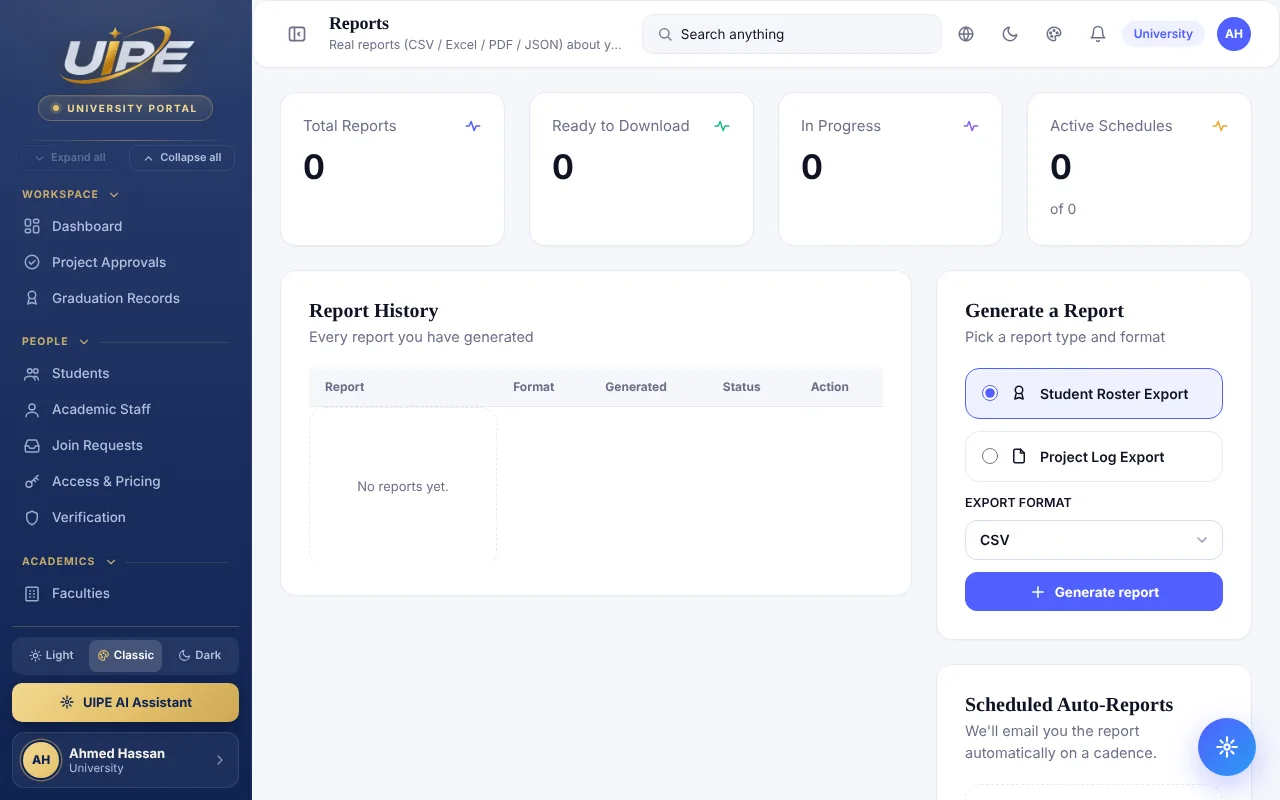 UIPE
UNIVERSITY PORTAL
Expand all
Collapse all
WORKSPACE
Dashboard
Project Approvals
Graduation Records
PEOPLE
Students
Academic Staff
Join Requests
Access & Pricing
Verification
ACADEMICS
Faculties
Light
Classic
Dark
UIPE AI Assistant
AH
Ahmed Hassan
University
Reports
Real reports (CSV / Excel / PDF / JSON) about y...
Search anything
University
AH
Total Reports
0
Ready to Download
0
In Progress
0
Active Schedules
0
of 0
Report History
Every report you have generated
Report Format Generated Status Action
No reports yet.
Generate a Report
Pick a report type and format
Student Roster Export
Project Log Export
EXPORT FORMAT
CSV
Generate report
Scheduled Auto-Reports
We'll email you the report
automatically on a cadence.